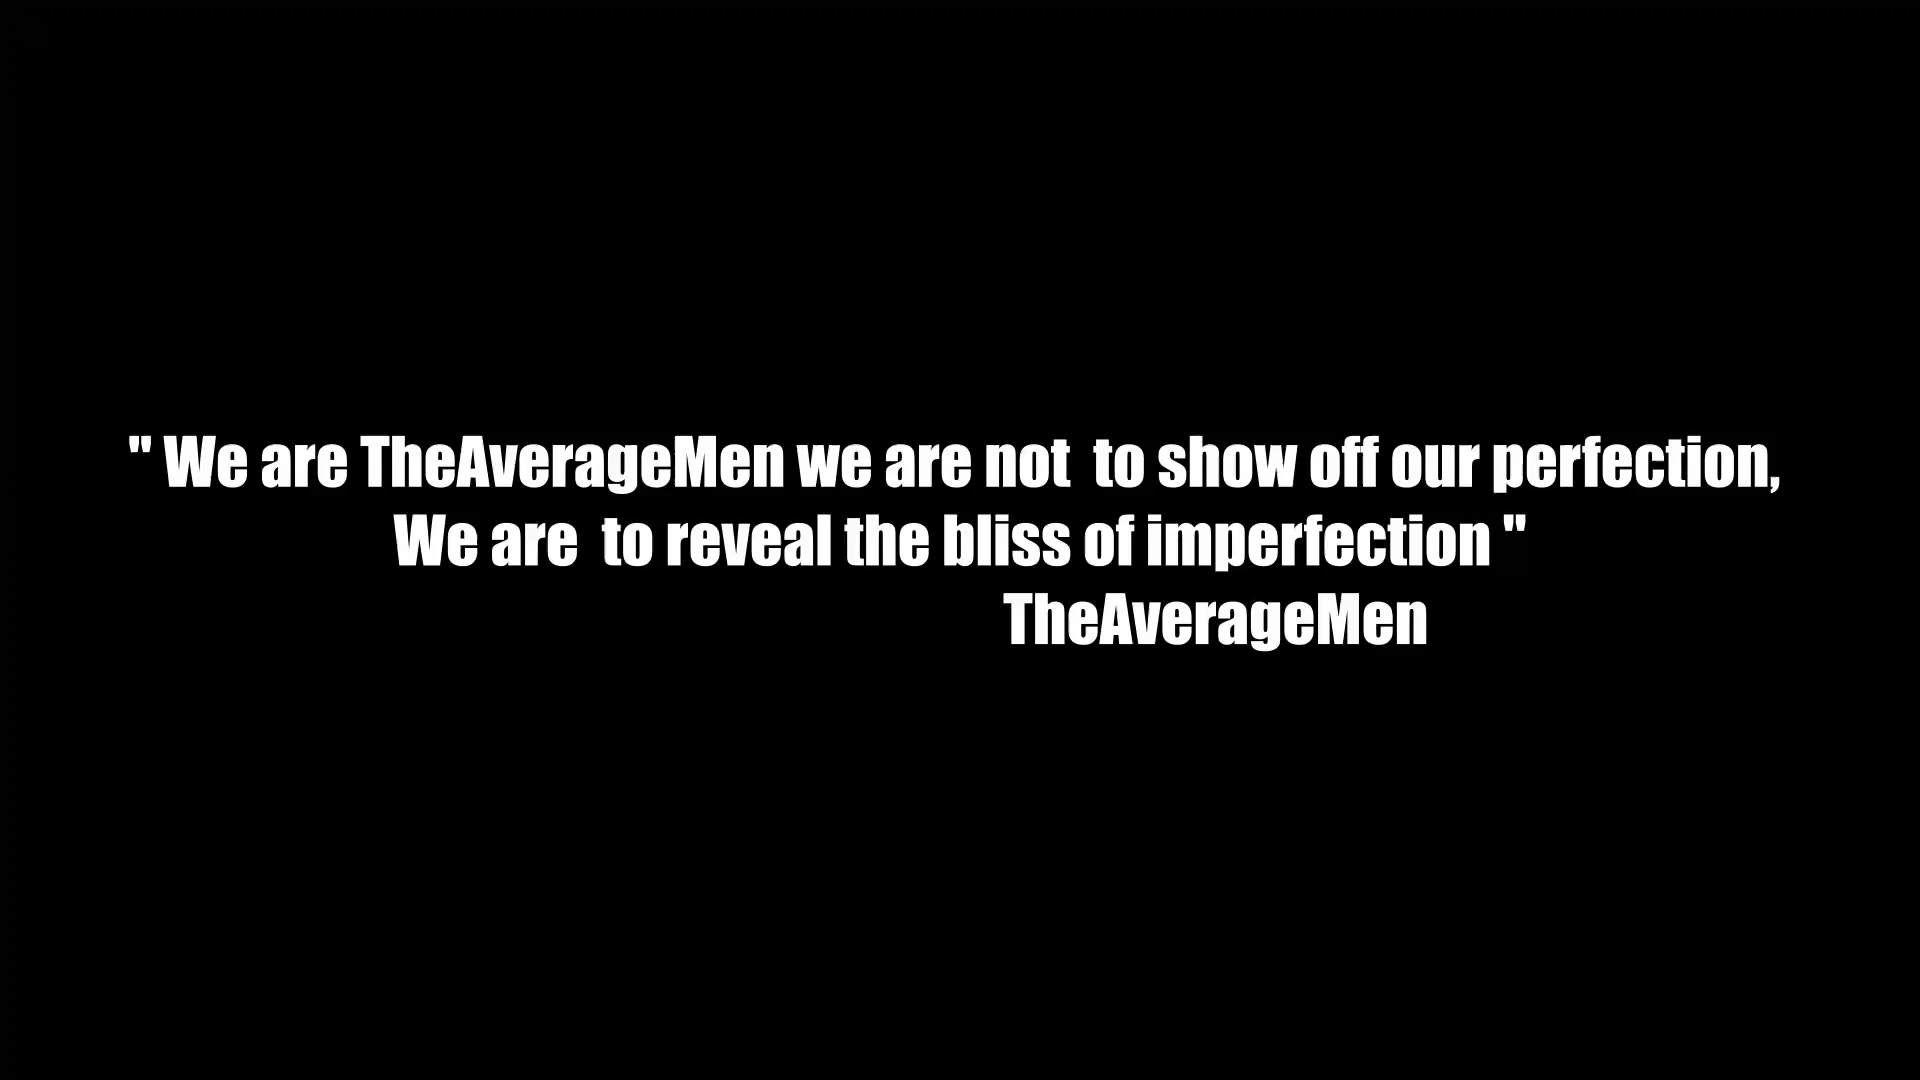 " We are TheAverageMen we are not  to show off our perfection,
We are  to reveal the bliss of imperfection "
TheAverageMen